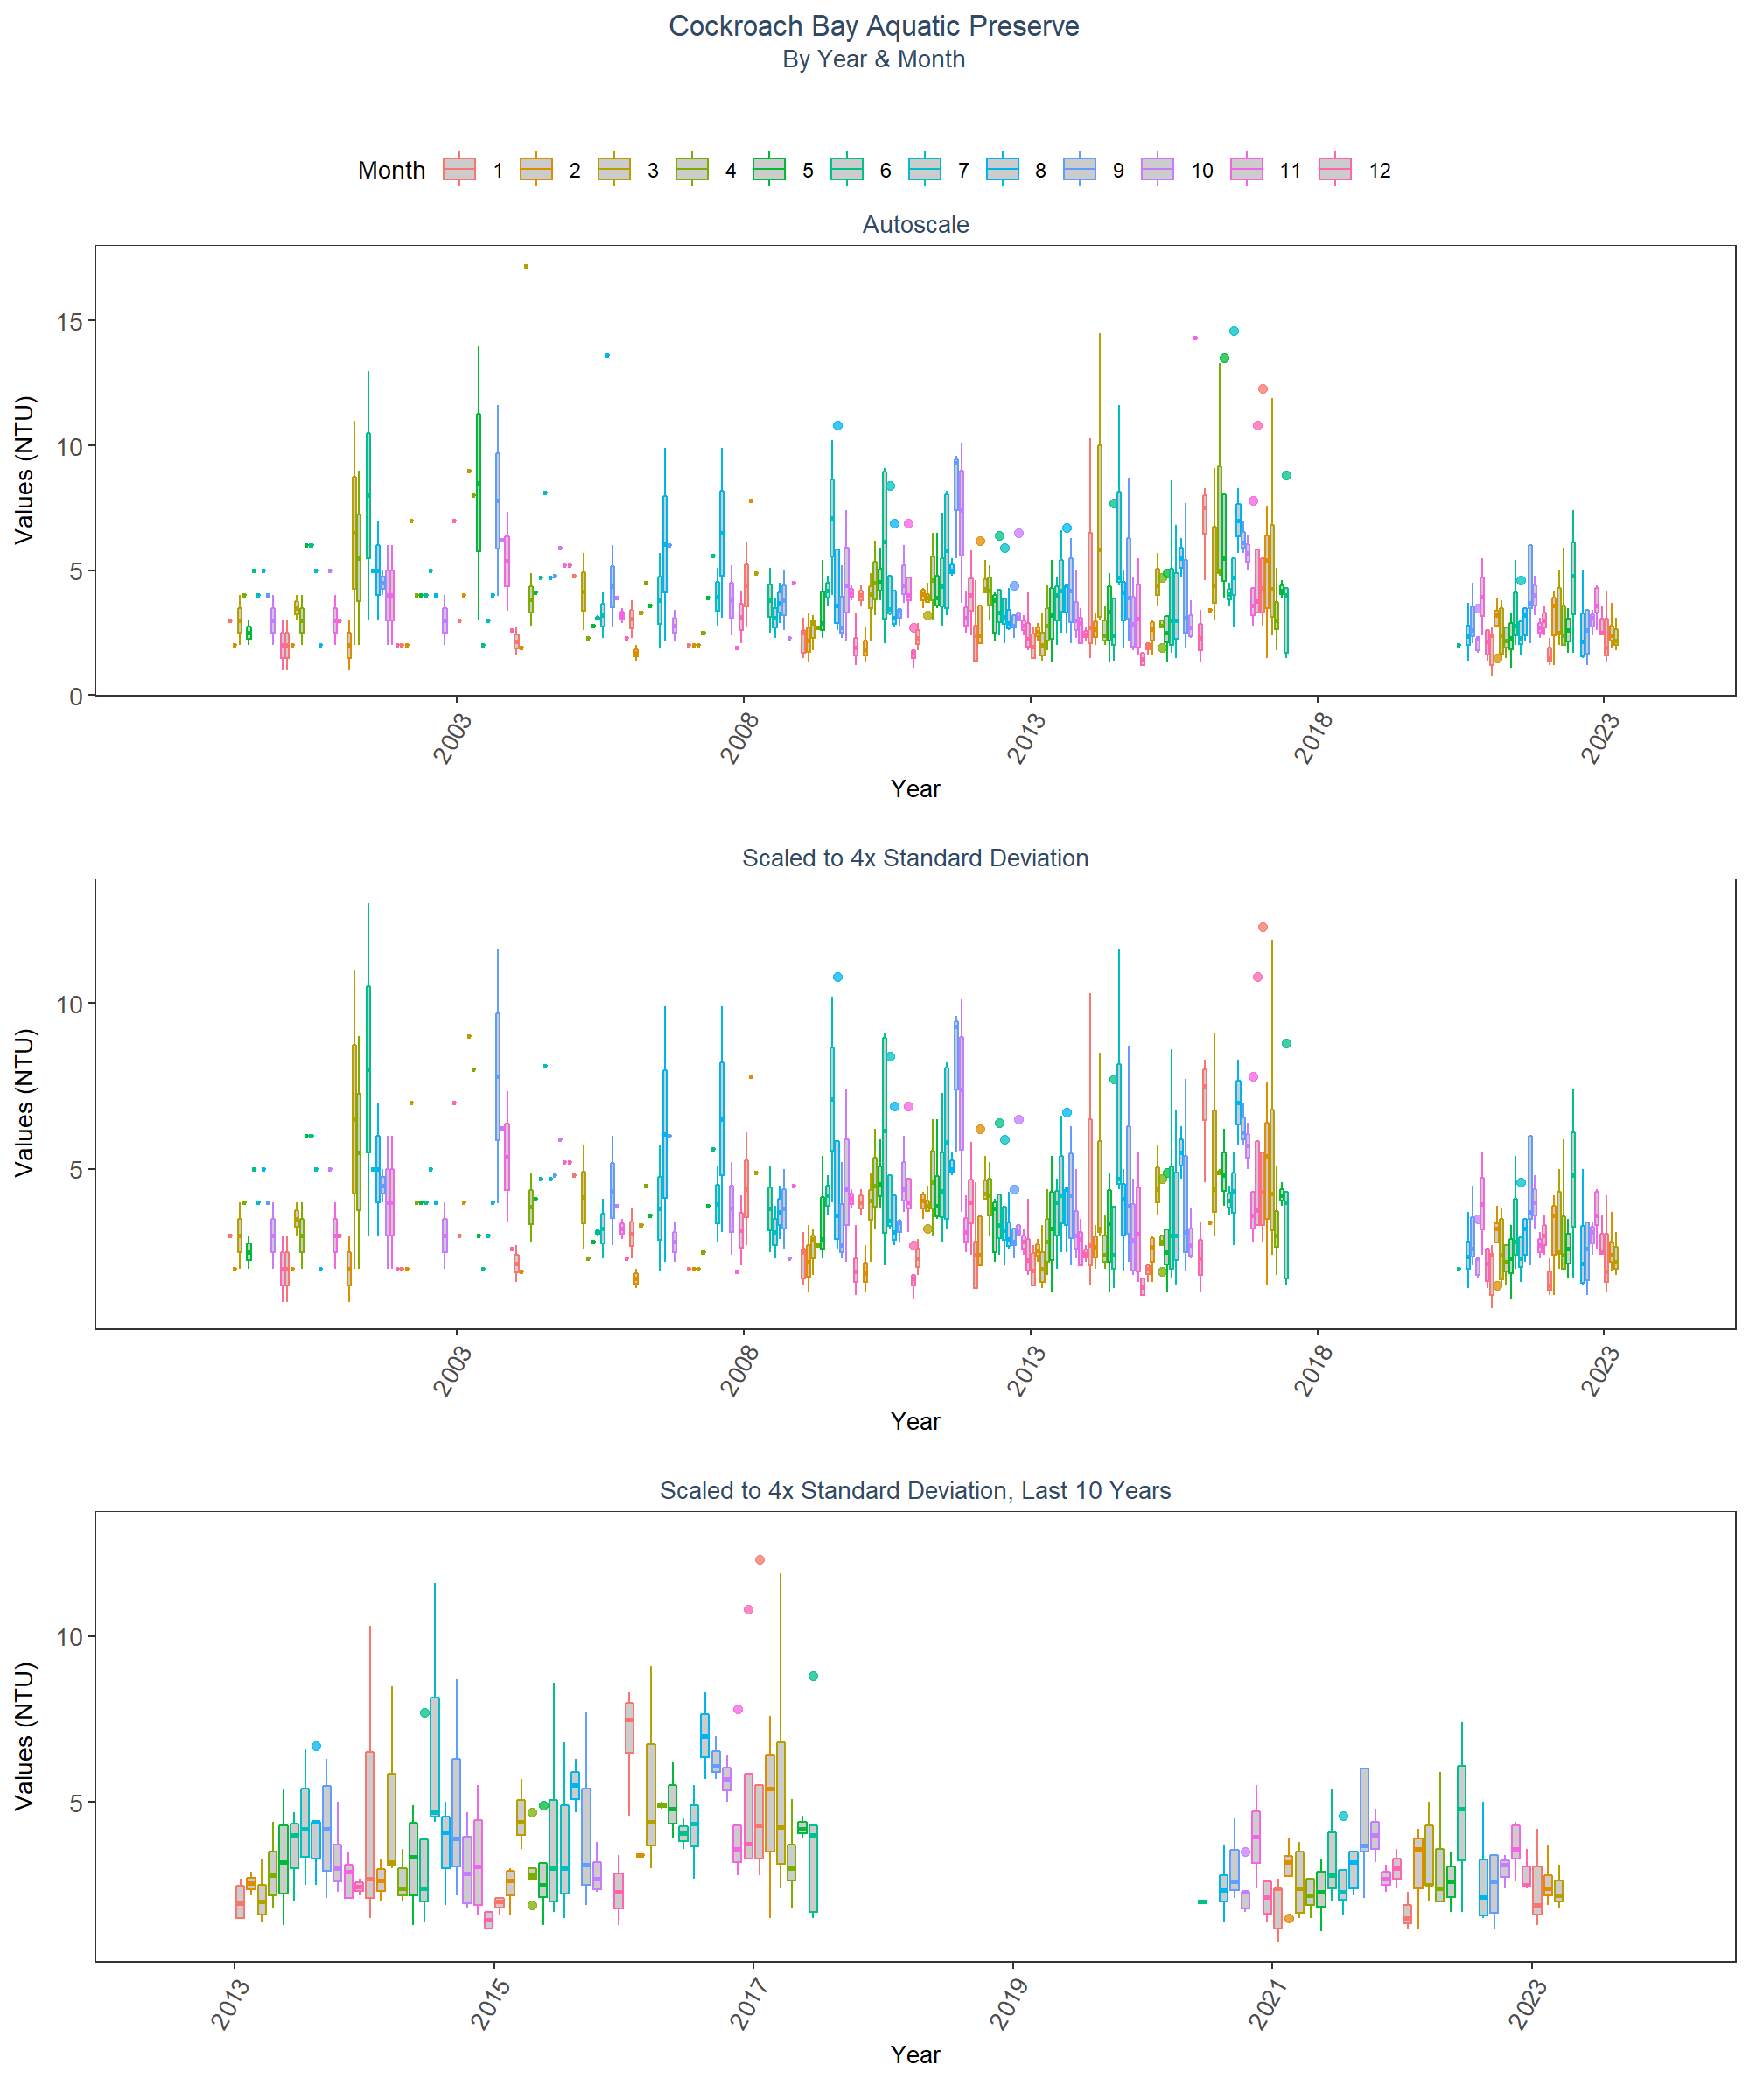 Cockroach Bay Aquatic Preserve
By Year & Month
Month 1 2 3 4 5 6 7 8 9 10 11 12
Autoscale
Values (NTU)
15
10
5
0
2003 2008 2013 2018 2023
Year
Scaled to 4x Standard Deviation
Values (NTU)
10
5
2003 2008 2013 2018 2023
Year
Scaled to 4x Standard Deviation, Last 10 Years
Values (NTU)
10
5
2013 2015 2017 2019 2021 2023
Year